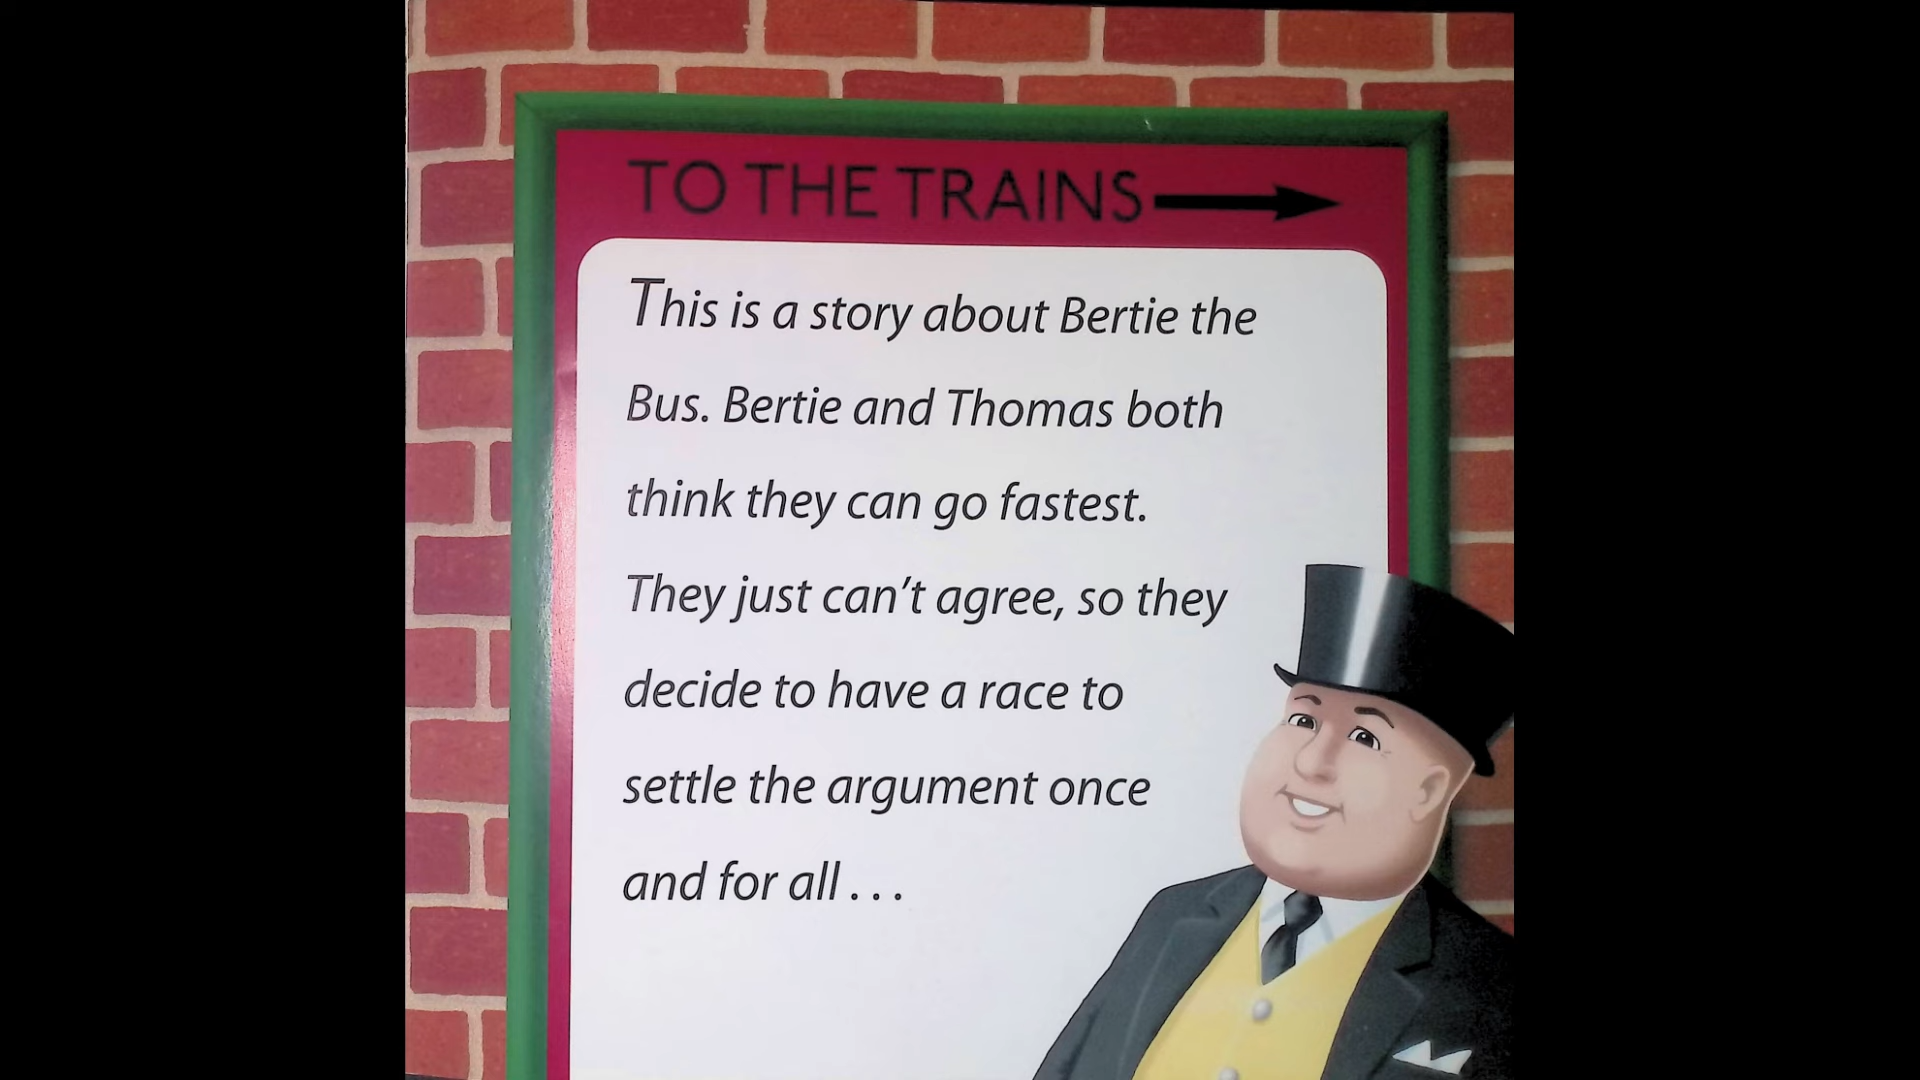 TO THE TRAINS
This is a story about Bertie the
Bus. Bertie and Thomas both
think they can go fastest.
They just can't agree, so they
decide to have a race to
settle the argument once
and for all . . .